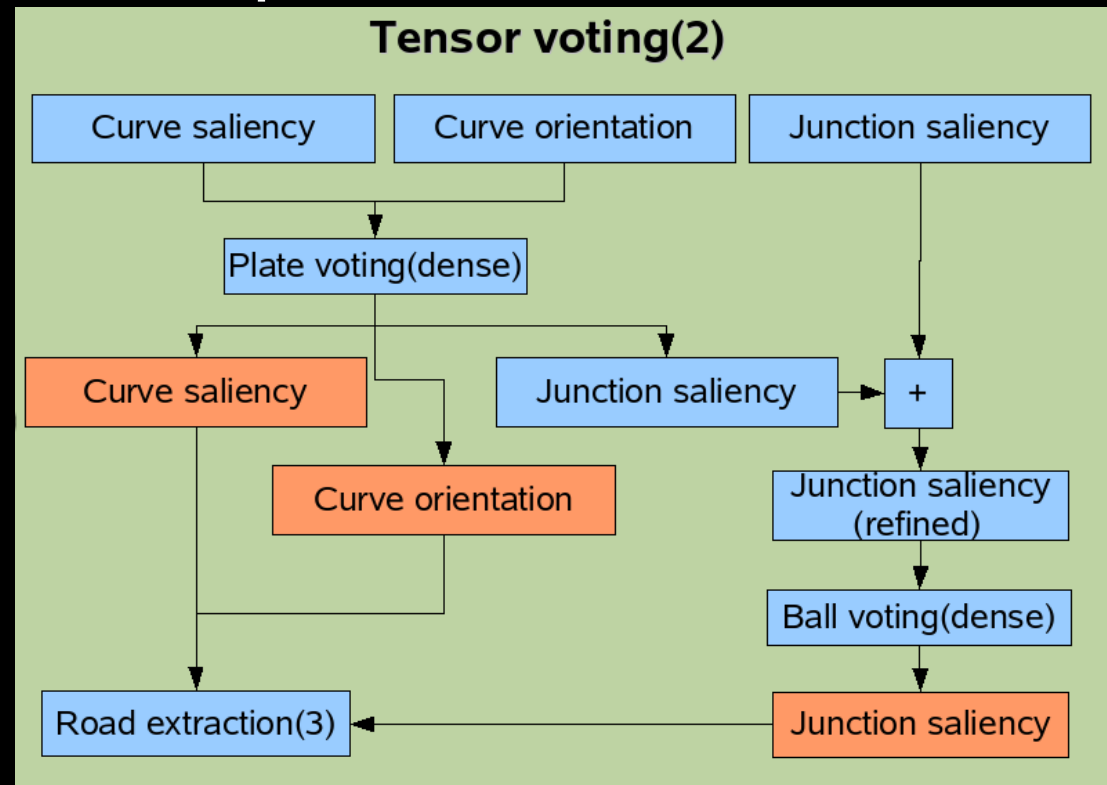 Tensor voting(2)
Curve saliency
Curve orientation
Junction saliency
Plate voting(dense)
Curve saliency
Junction saliency
+
Curve orientation
Junction saliency
(refined)
Ball voting(dense)
Road extraction(3)
Junction saliency